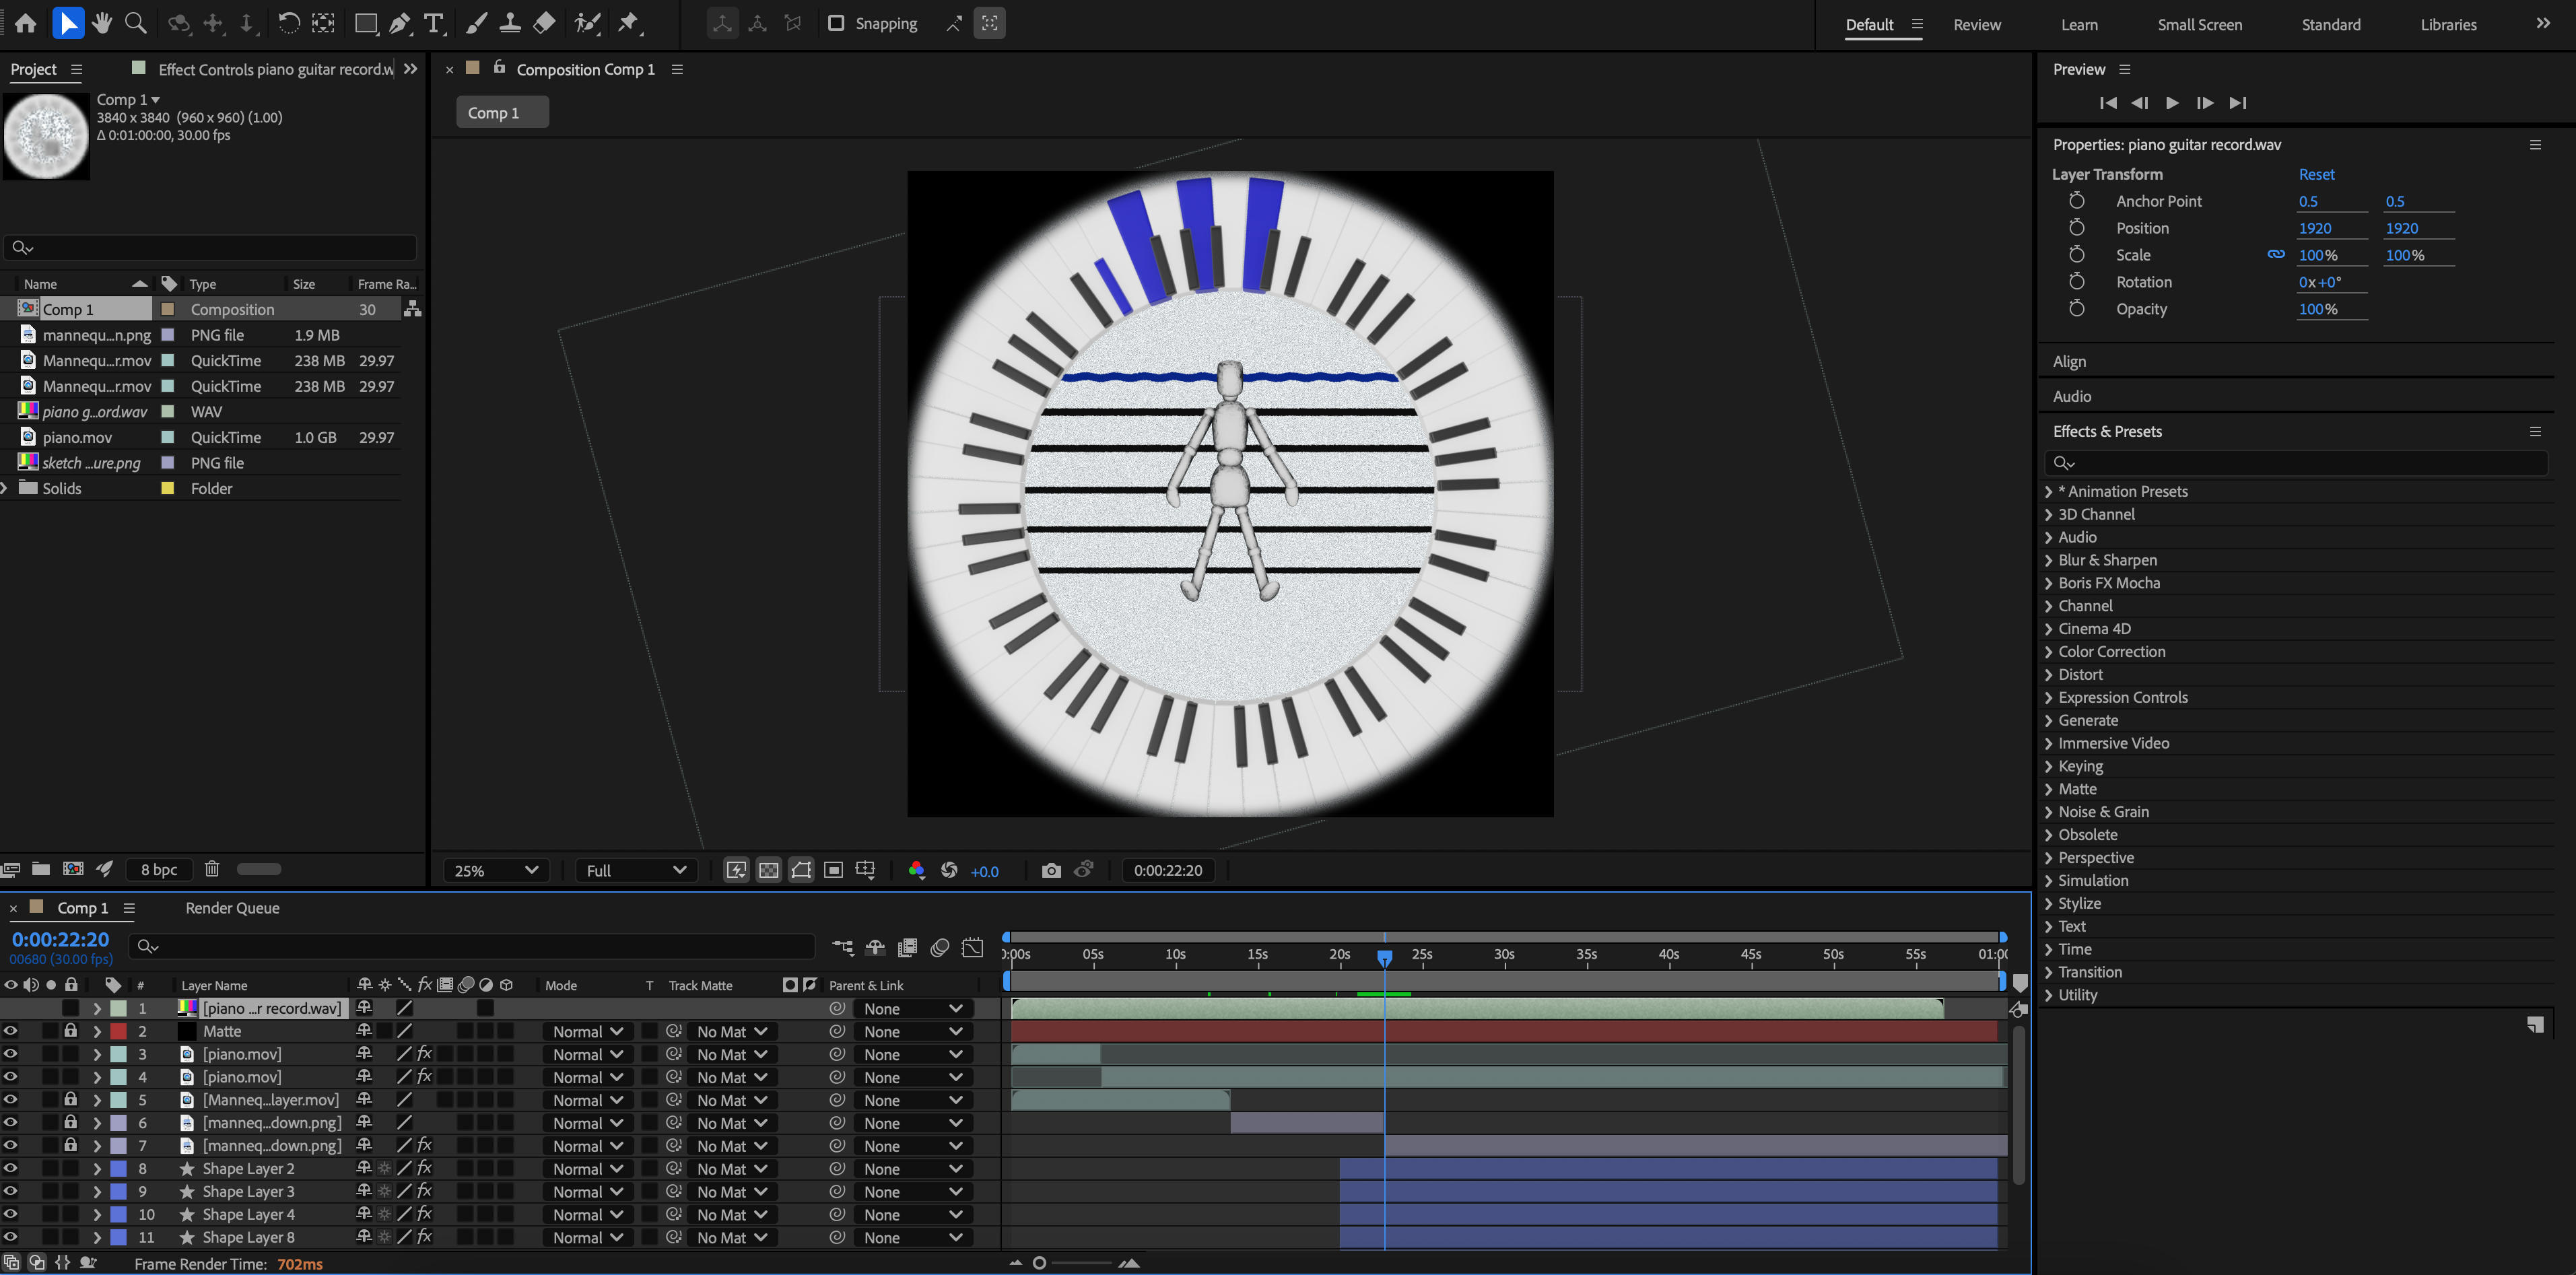 Snapping
Default
Review
Learn
Small Screen
Standard
Libraries
Project
Effect Controls piano guitar record.w
Comp 1
3840 x 3840 (960 x 960) (1.00)
Δ 0:01:00:00, 30.00 fps
Name Type Size Frame Ra...
Comp 1 Composition 30
mannequ...n.png PNG file 1.9 MB
Mannequ...r.mov QuickTime 238 MB 29.97
Mannequ...r.mov QuickTime 238 MB 29.97
piano g...ord.wav WAV
piano.mov QuickTime 1.0 GB 29.97
sketch ...ure.png PNG file
Solids Folder
8 bpc
Composition Comp 1
Comp 1
25% Full +0.0 0:00:22:20
Preview
Properties: piano guitar record.wav
Layer Transform Reset
Anchor Point 0.5 0.5
Position 1920 1920
Scale 100% 100%
Rotation 0x+0°
Opacity 100%
Align
Audio
Effects & Presets
* Animation Presets
3D Channel
Audio
Blur & Sharpen
Boris FX Mocha
Channel
Cinema 4D
Color Correction
Distort
Expression Controls
Generate
Immersive Video
Keying
Matte
Noise & Grain
Obsolete
Perspective
Simulation
Stylize
Text
Time
Transition
Utility
Comp 1 Render Queue
0:00:22:20
00680 (30.00 fps)
):00s 05s 10s 15s 20s 25s 30s 35s 40s 45s 50s 55s 01:0(
# Layer Name fx Mode T Track Matte Parent & Link
1 [piano ...r record.wav] None
2 Matte Normal No Mat None
3 [piano.mov] fx Normal No Mat None
4 [piano.mov] fx Normal No Mat None
5 [Manneq...layer.mov] Normal No Mat None
6 [manneq...down.png] Normal No Mat None
7 [manneq...down.png] fx Normal No Mat None
8 Shape Layer 2 fx Normal No Mat None
9 Shape Layer 3 fx Normal No Mat None
10 Shape Layer 4 fx Normal No Mat None
11 Shape Layer 8 fx Normal No Mat None
Frame Render Time: 702ms